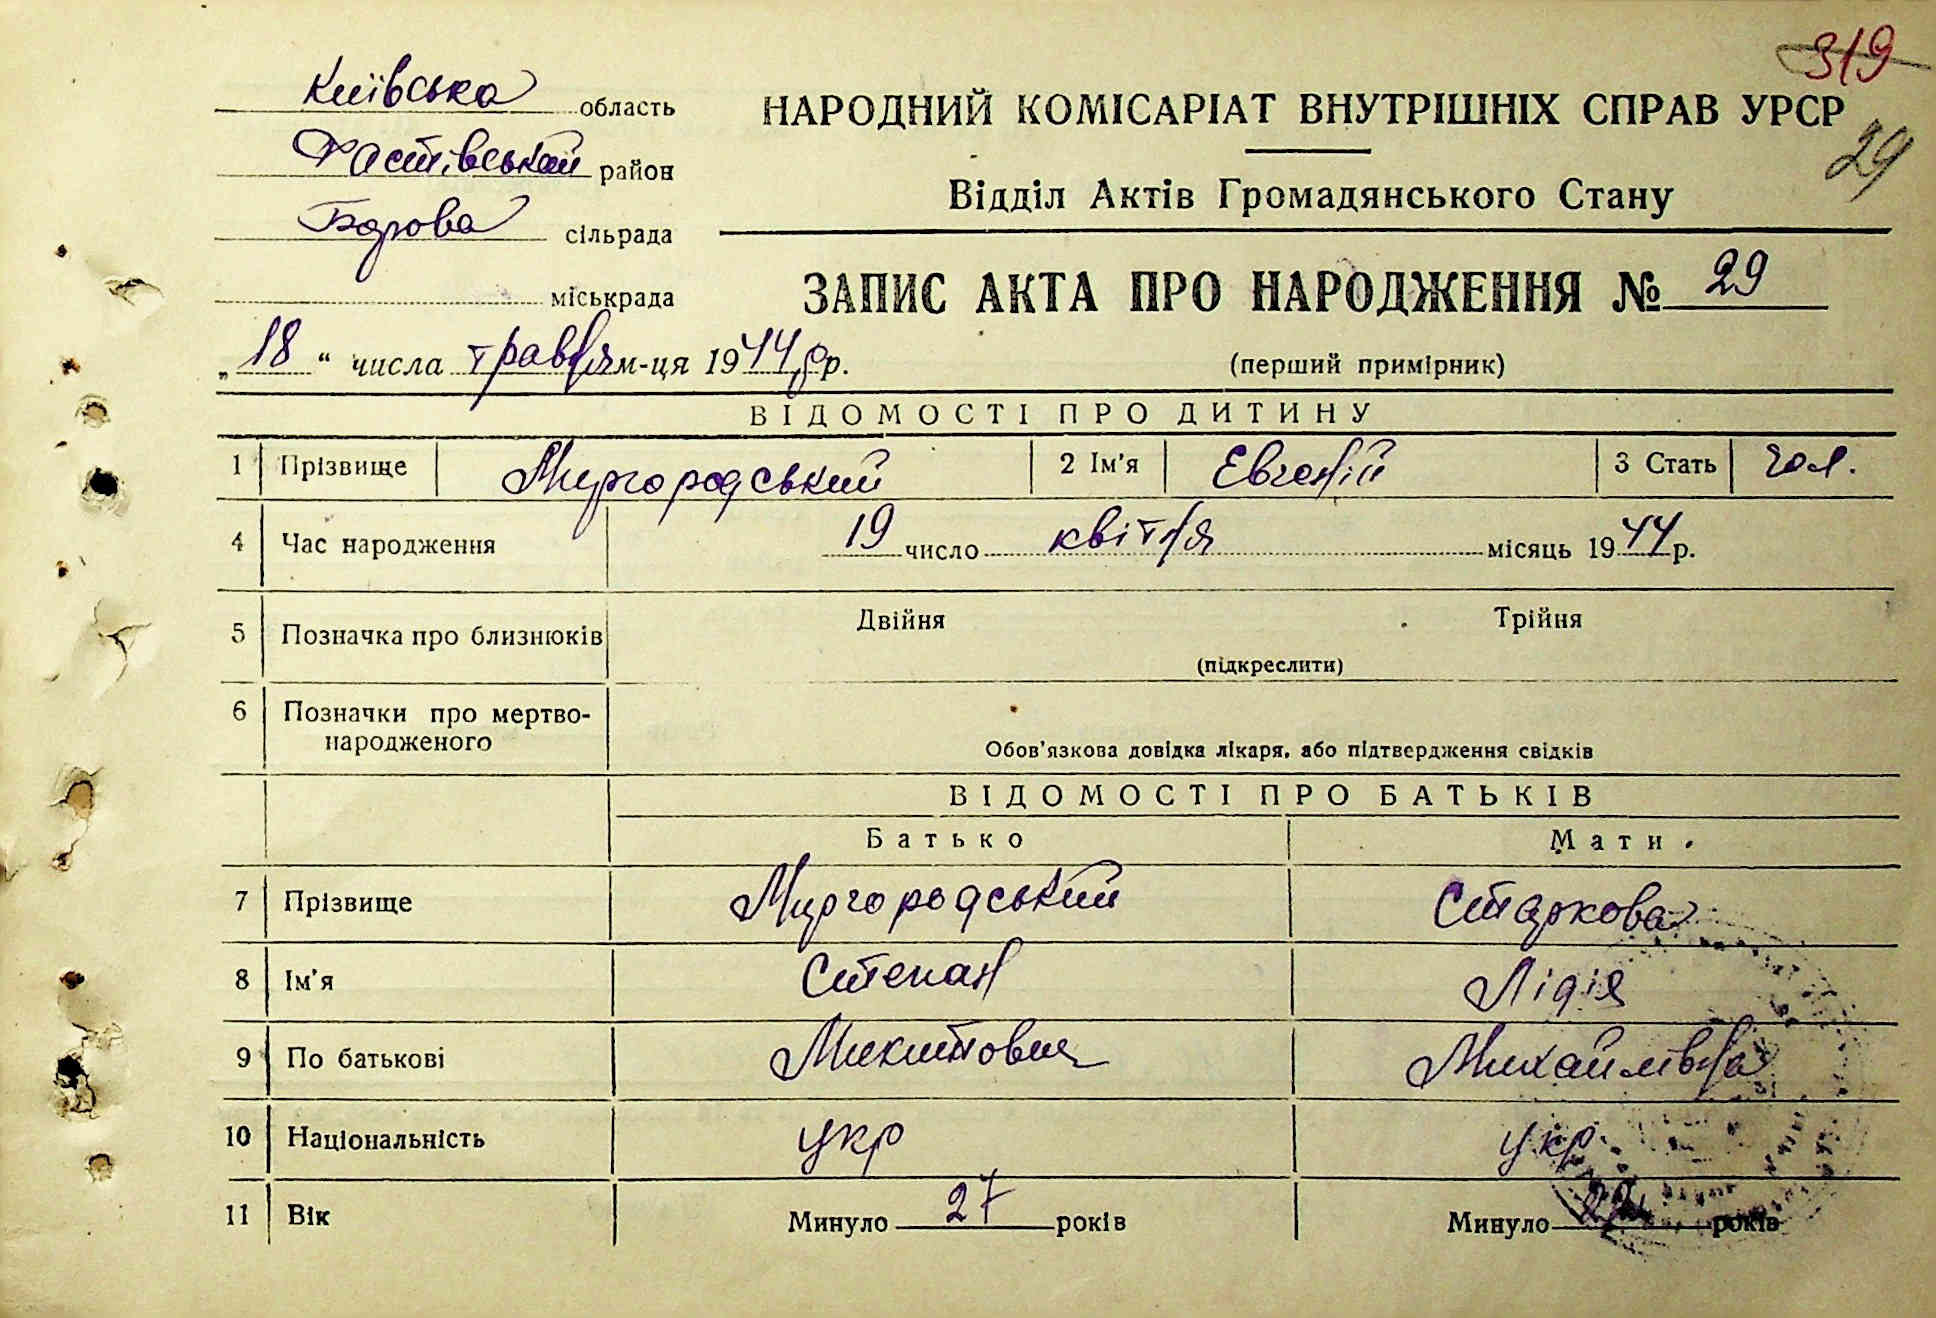 319
29
Київська область
Фастівський район
Борова сільрада
міськрада
„18“ числа травня м-ця 1944 р.
НАРОДНИЙ КОМІСАРІАТ ВНУТРІШНІХ СПРАВ УРСР
Відділ Актів Громадянського Стану
ЗАПИС АКТА ПРО НАРОДЖЕННЯ № 29
(перший примірник)
ВІДОМОСТІ ПРО ДИТИНУ
1 Прізвище Миргородський 2 Ім'я Евгеній 3 Стать чол.
4 Час народження 19 число квітня місяць 1944 р.
5 Позначка про близнюків Двійня Трійня
(підкреслити)
6 Позначки про мертво-
народженого
Обов'язкова довідка лікаря, або підтвердження свідків
ВІДОМОСТІ ПРО БАТЬКІВ
Батько Мати
7 Прізвище Миргородський Старкова
8 Ім'я Степан Лідія
9 По батькові Микитович Михайлівна
10 Національність укр укр.
11 Вік Минуло 27 років Минуло років